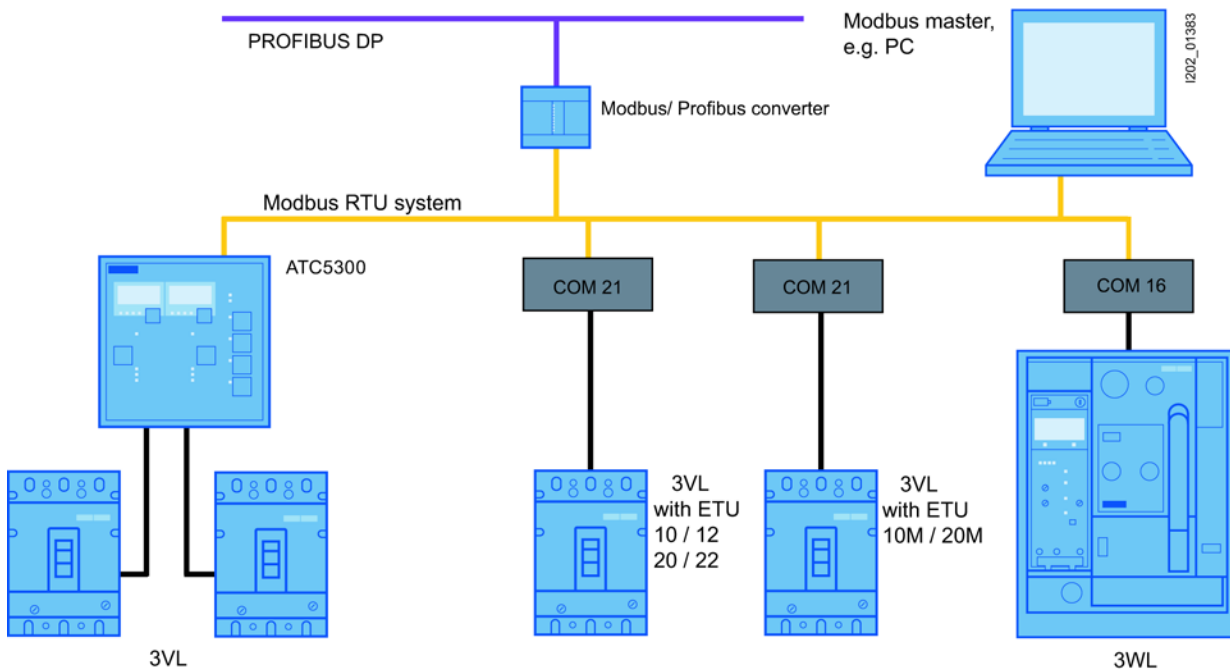 PROFIBUS DP
Modbus master,
e.g. PC
I202_01383
Modbus/ Profibus converter
Modbus RTU system
ATC5300
COM 21
COM 21
COM 16
3VL
with ETU
10 / 12
20 / 22
3VL
with ETU
10M / 20M
3VL
3WL